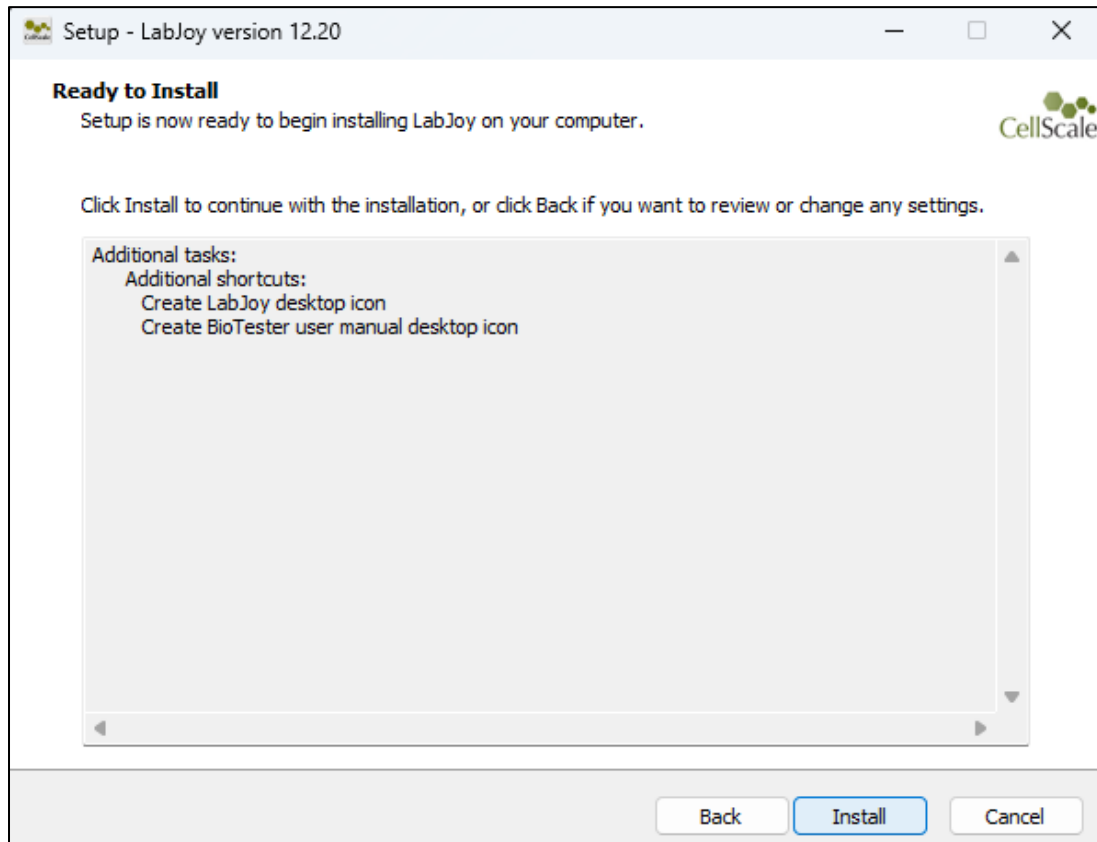 Setup - LabJoy version 12.20
Ready to Install
Setup is now ready to begin installing LabJoy on your computer.
CellScale
Click Install to continue with the installation, or click Back if you want to review or change any settings.
Additional tasks:
Additional shortcuts:
Create LabJoy desktop icon
Create BioTester user manual desktop icon
Back
Install
Cancel